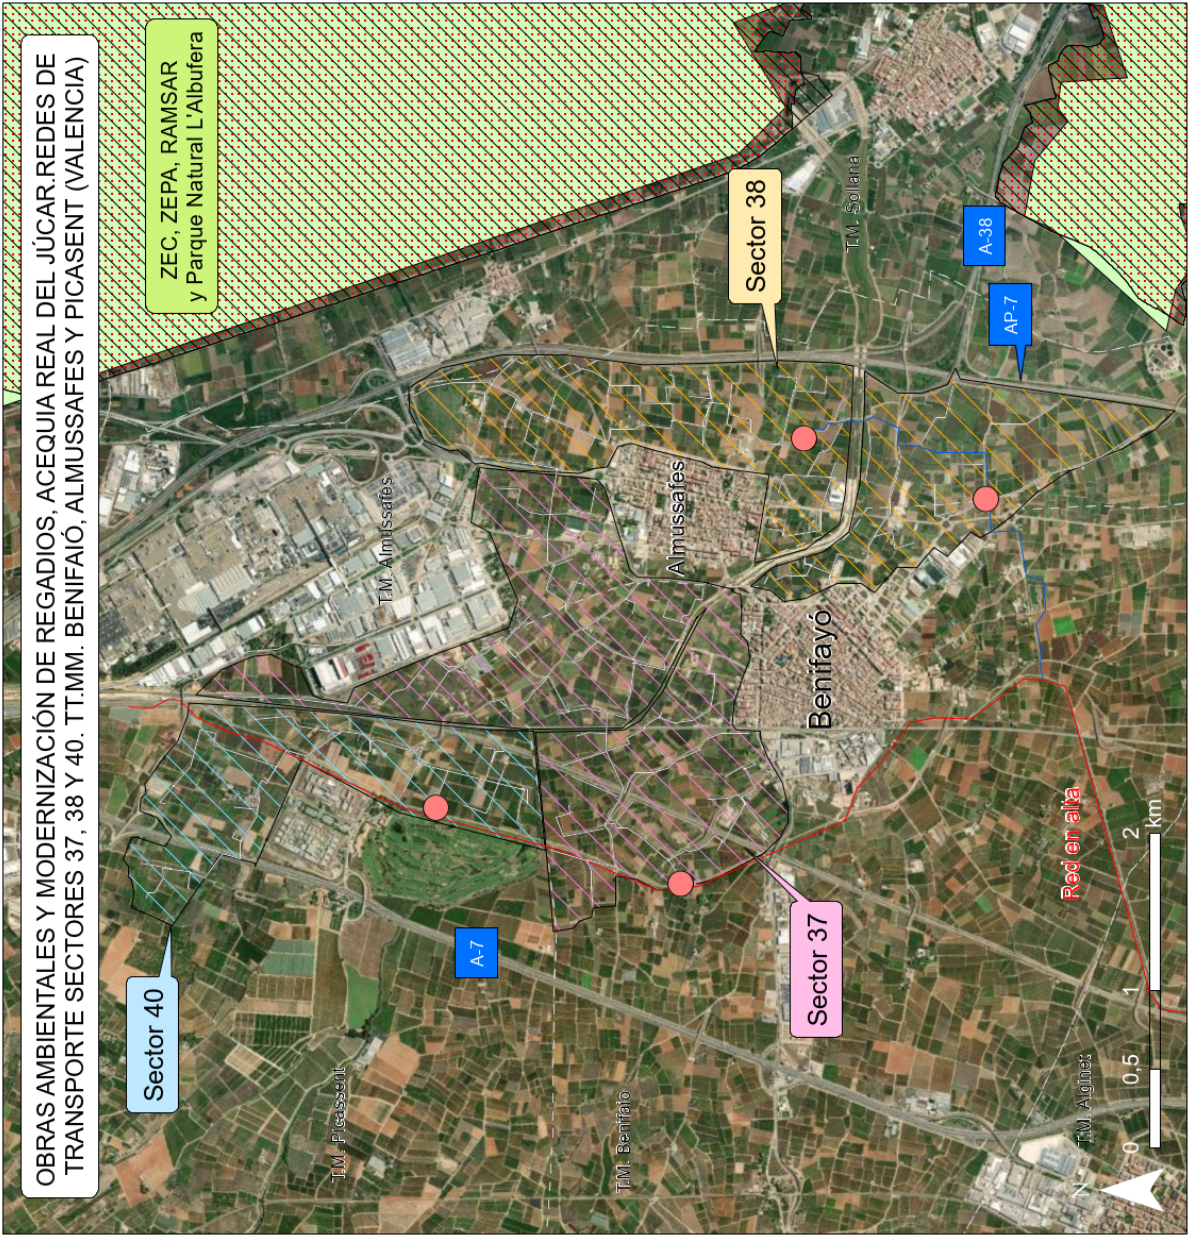 OBRAS AMBIENTALES Y MODERNIZACIÓN DE REGADIOS, ACEQUIA REAL DEL JÚCAR.REDES DE
TRANSPORTE SECTORES 37, 38 Y 40. TT.MM. BENIFAIÓ, ALMUSSAFES Y PICASENT (VALENCIA)
ZEC, ZEPA, RAMSAR
y Parque Natural L'Albufera
Sector 40
T.M. Picassent
A-7
T.M. Almussafes
T.M. Benifaio
Almussafes
Sector 38
Sector 37
Benifayó
T.M. Sollana
A-38
AP-7
Red en alta
T.M. Alginet
N
0 0,5 1 2
km